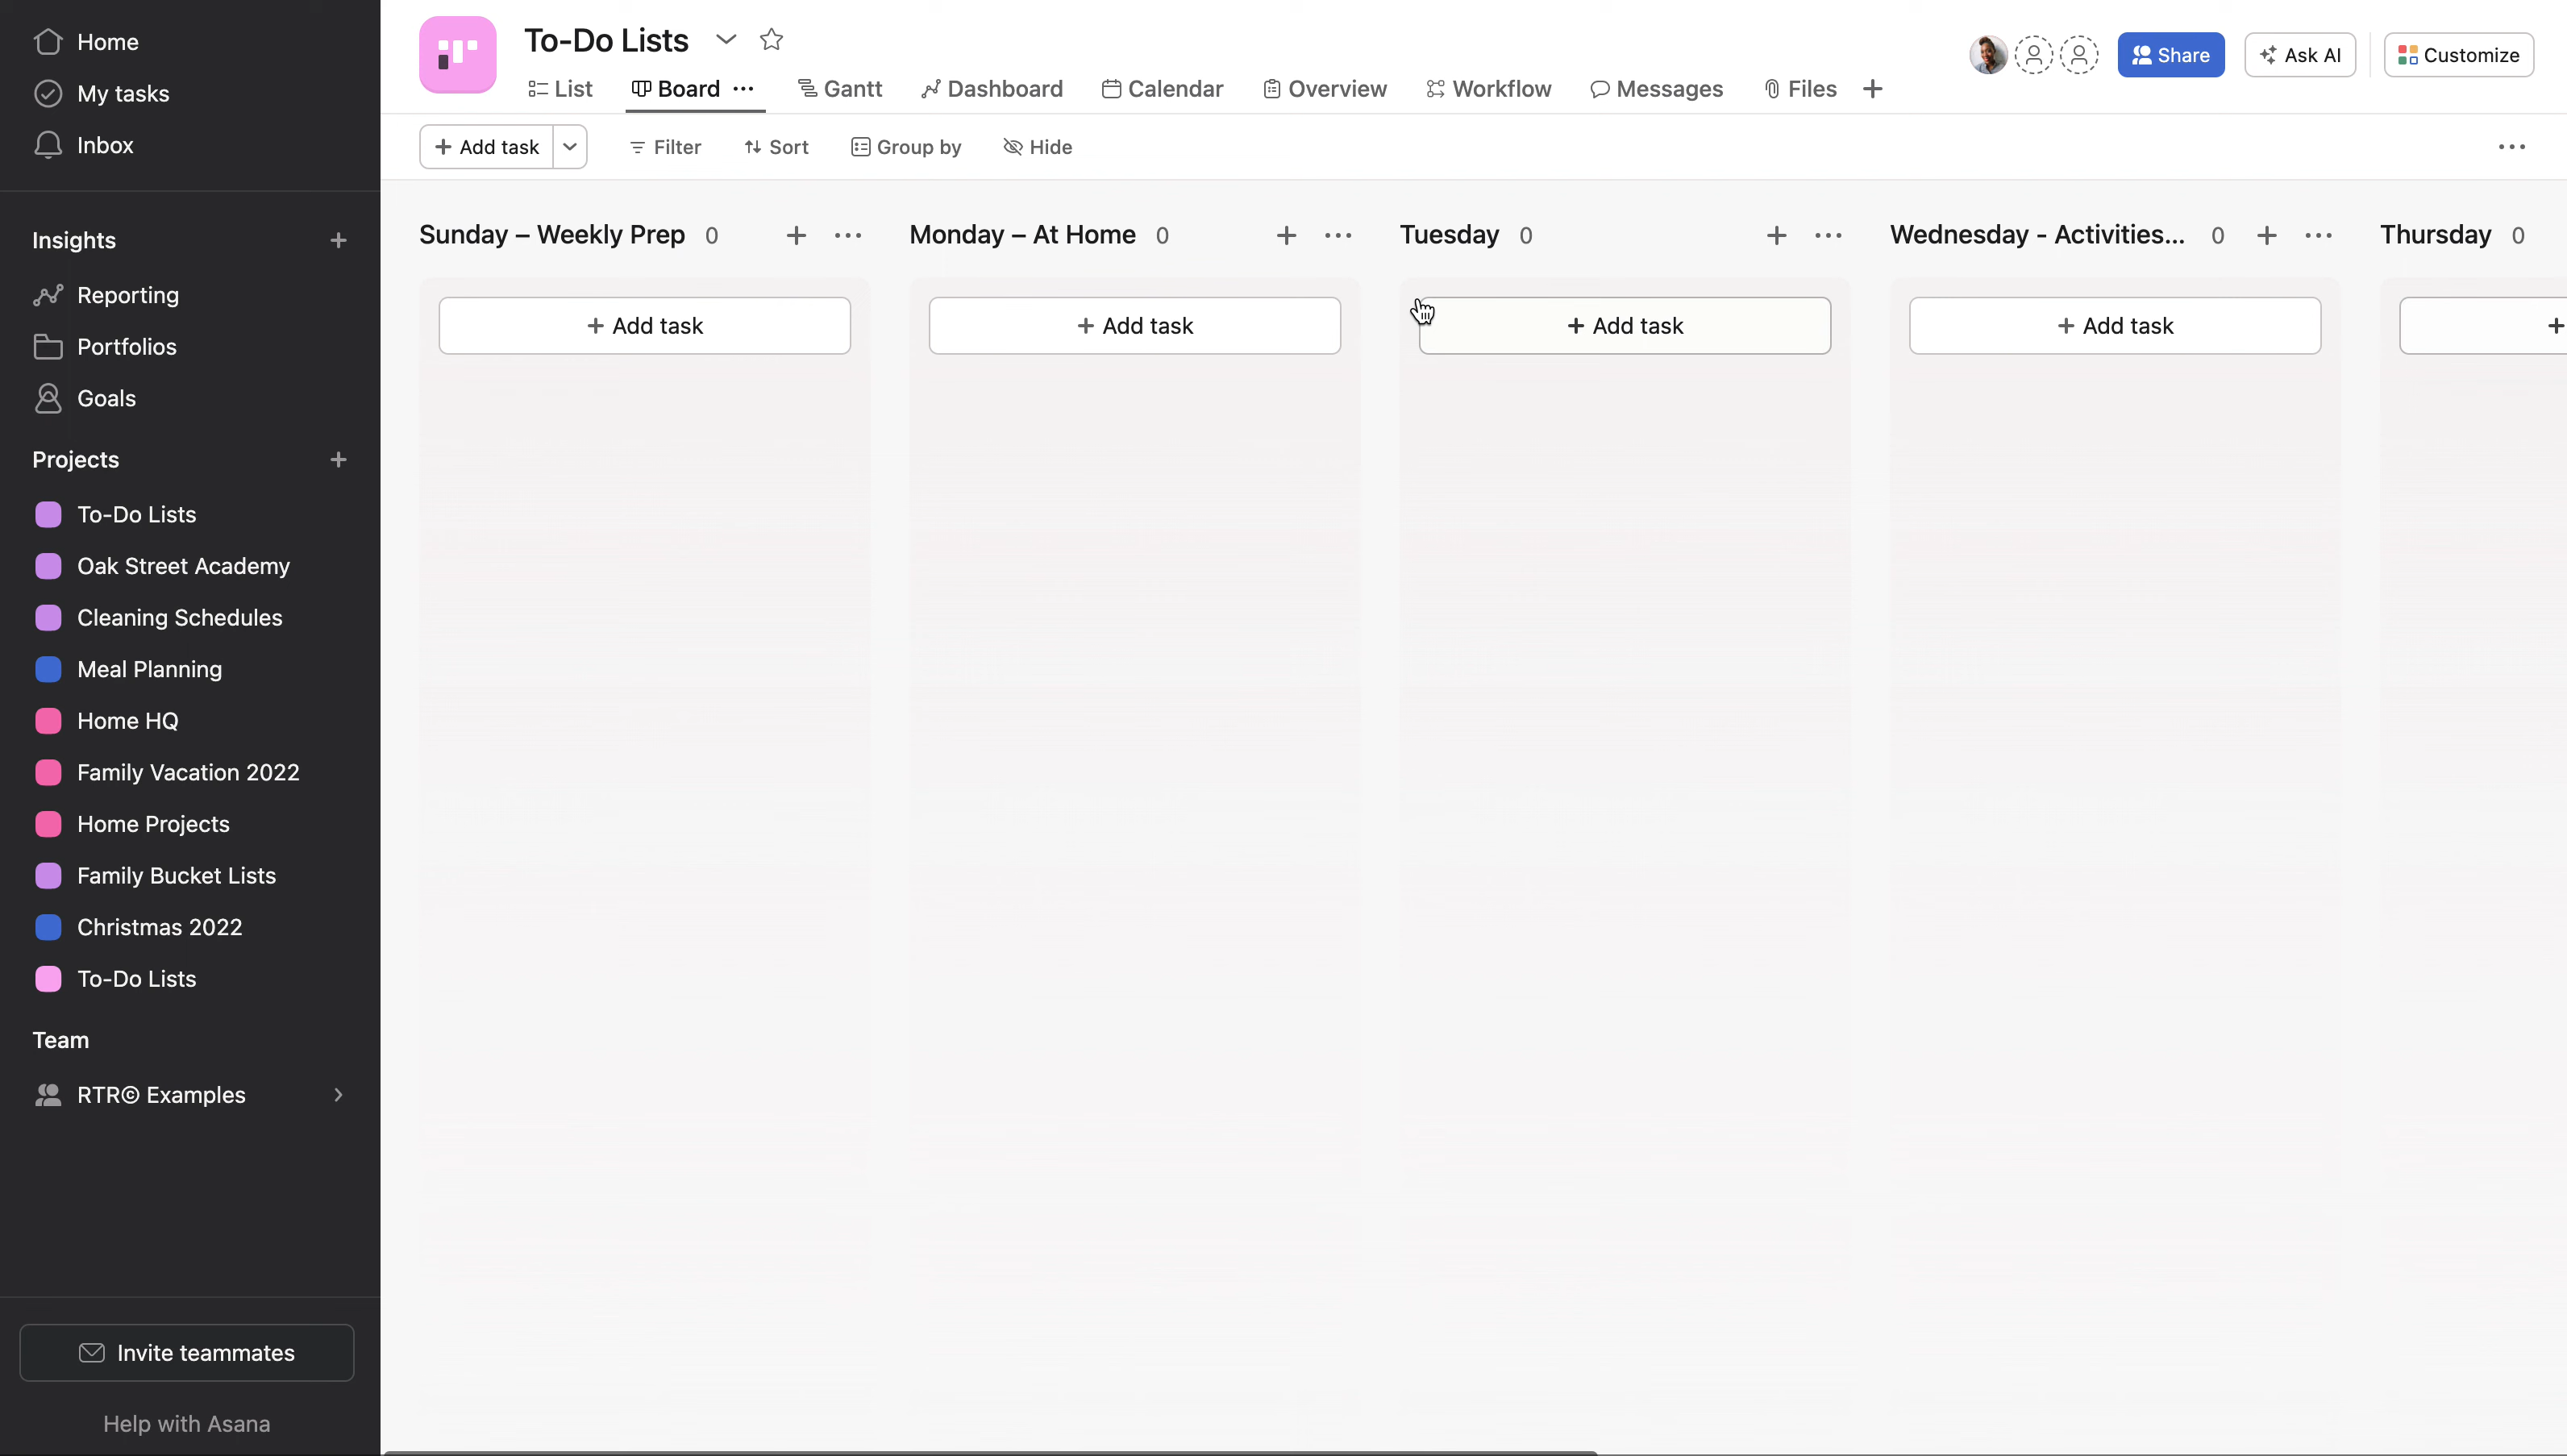 Home
My tasks
Inbox
Insights
Reporting
Portfolios
Goals
Projects
To-Do Lists
Oak Street Academy
Cleaning Schedules
Meal Planning
Home HQ
Family Vacation 2022
Home Projects
Family Bucket Lists
Christmas 2022
To-Do Lists
Team
RTR© Examples
Invite teammates
Help with Asana
To-Do Lists
Share
Ask AI
Customize
List
Board
Gantt
Dashboard
Calendar
Overview
Workflow
Messages
Files
Add task
Filter
Sort
Group by
Hide
Sunday – Weekly Prep 0
Monday – At Home 0
Tuesday 0
Wednesday - Activities... 0
Thursday 0
+ Add task
+ Add task
+ Add task
+ Add task
+